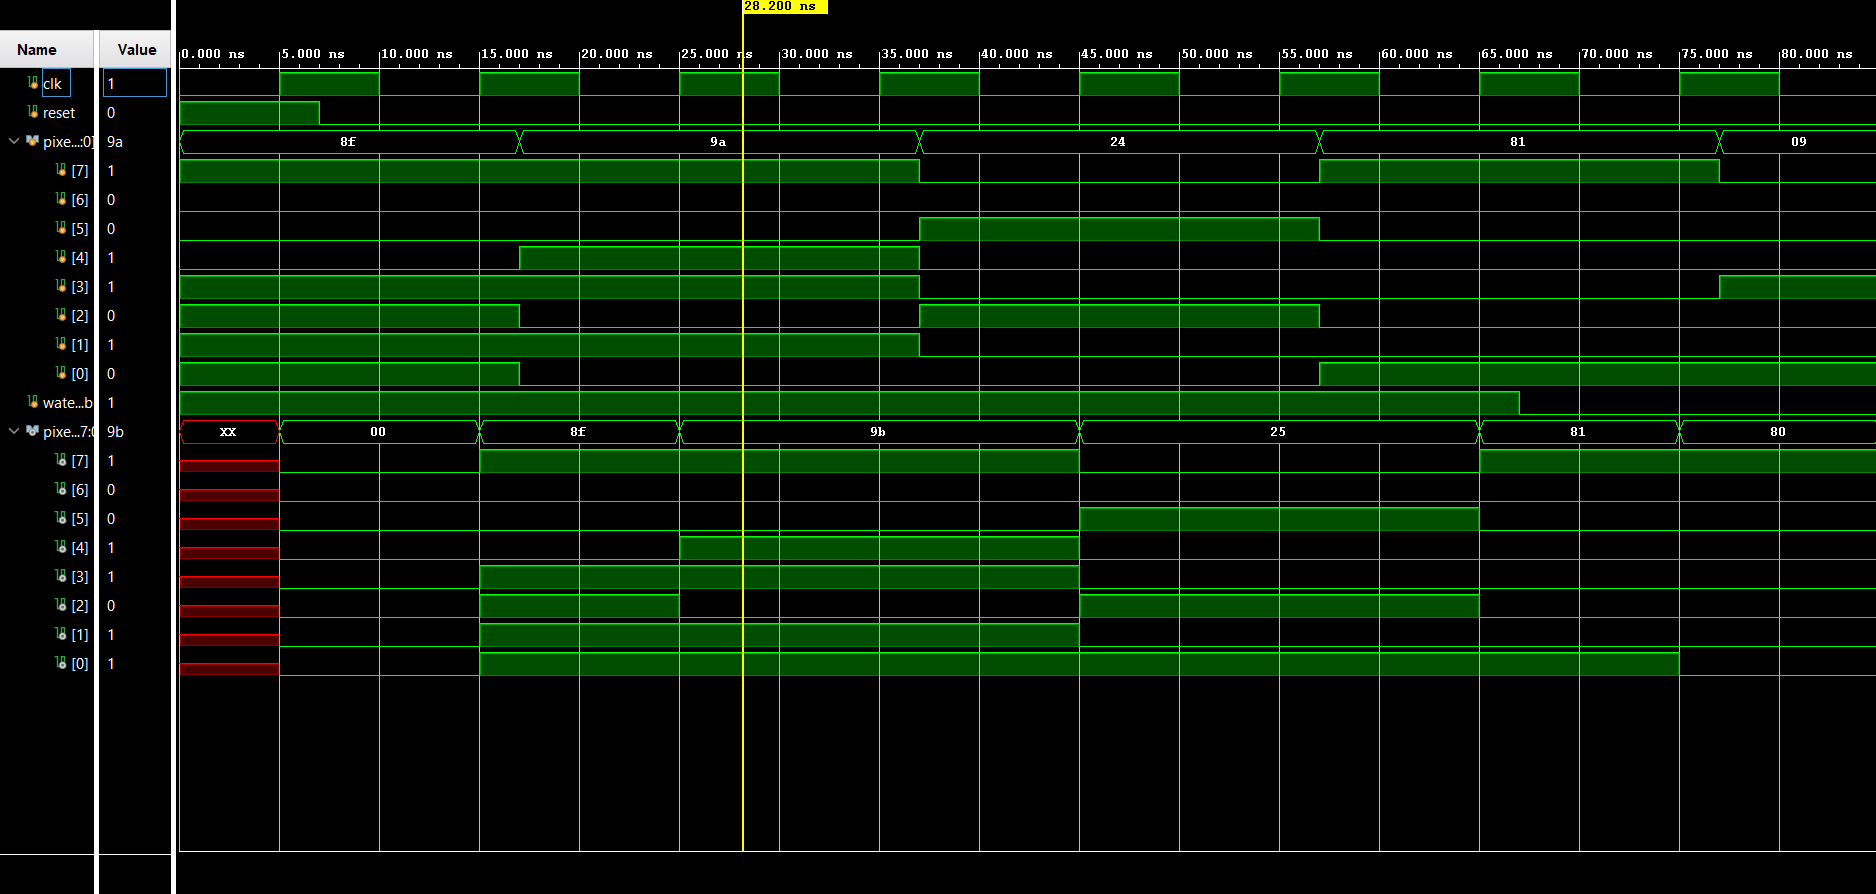 28.200 ns
Name Value
0.000 ns 5.000 ns 10.000 ns 15.000 ns 20.000 ns 25.000 ns 30.000 ns 35.000 ns 40.000 ns 45.000 ns 50.000 ns 55.000 ns 60.000 ns 65.000 ns 70.000 ns 75.000 ns 80.000 ns
clk 1
reset 0
pixe...:0] 9a 8f 9a 24 81 09
[7] 1
[6] 0
[5] 0
[4] 1
[3] 1
[2] 0
[1] 1
[0] 0
wate...b 1
pixe...7:0 9b XX 00 8f 9b 25 81 80
[7] 1
[6] 0
[5] 0
[4] 1
[3] 1
[2] 0
[1] 1
[0] 1